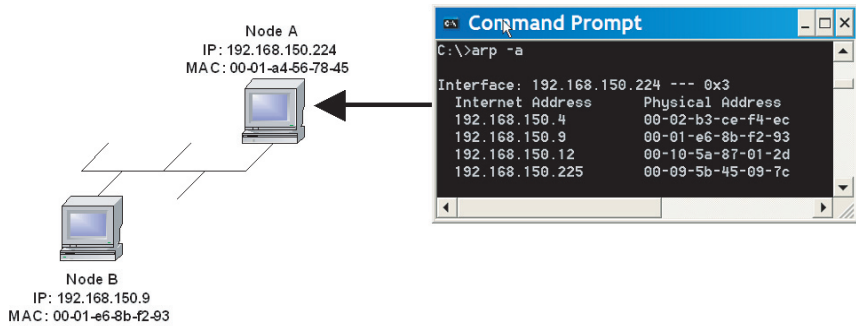 Node A
IP: 192.168.150.224
MAC: 00-01-a4-56-78-45
Command Prompt
C:\>arp -a
Interface: 192.168.150.224 --- 0x3
Internet Address Physical Address
192.168.150.4 00-02-b3-ce-f4-ec
192.168.150.9 00-01-e6-8b-f2-93
192.168.150.12 00-10-5a-87-01-2d
192.168.150.225 00-09-5b-45-09-7c
Node B
IP: 192.168.150.9
MAC: 00-01-e6-8b-f2-93